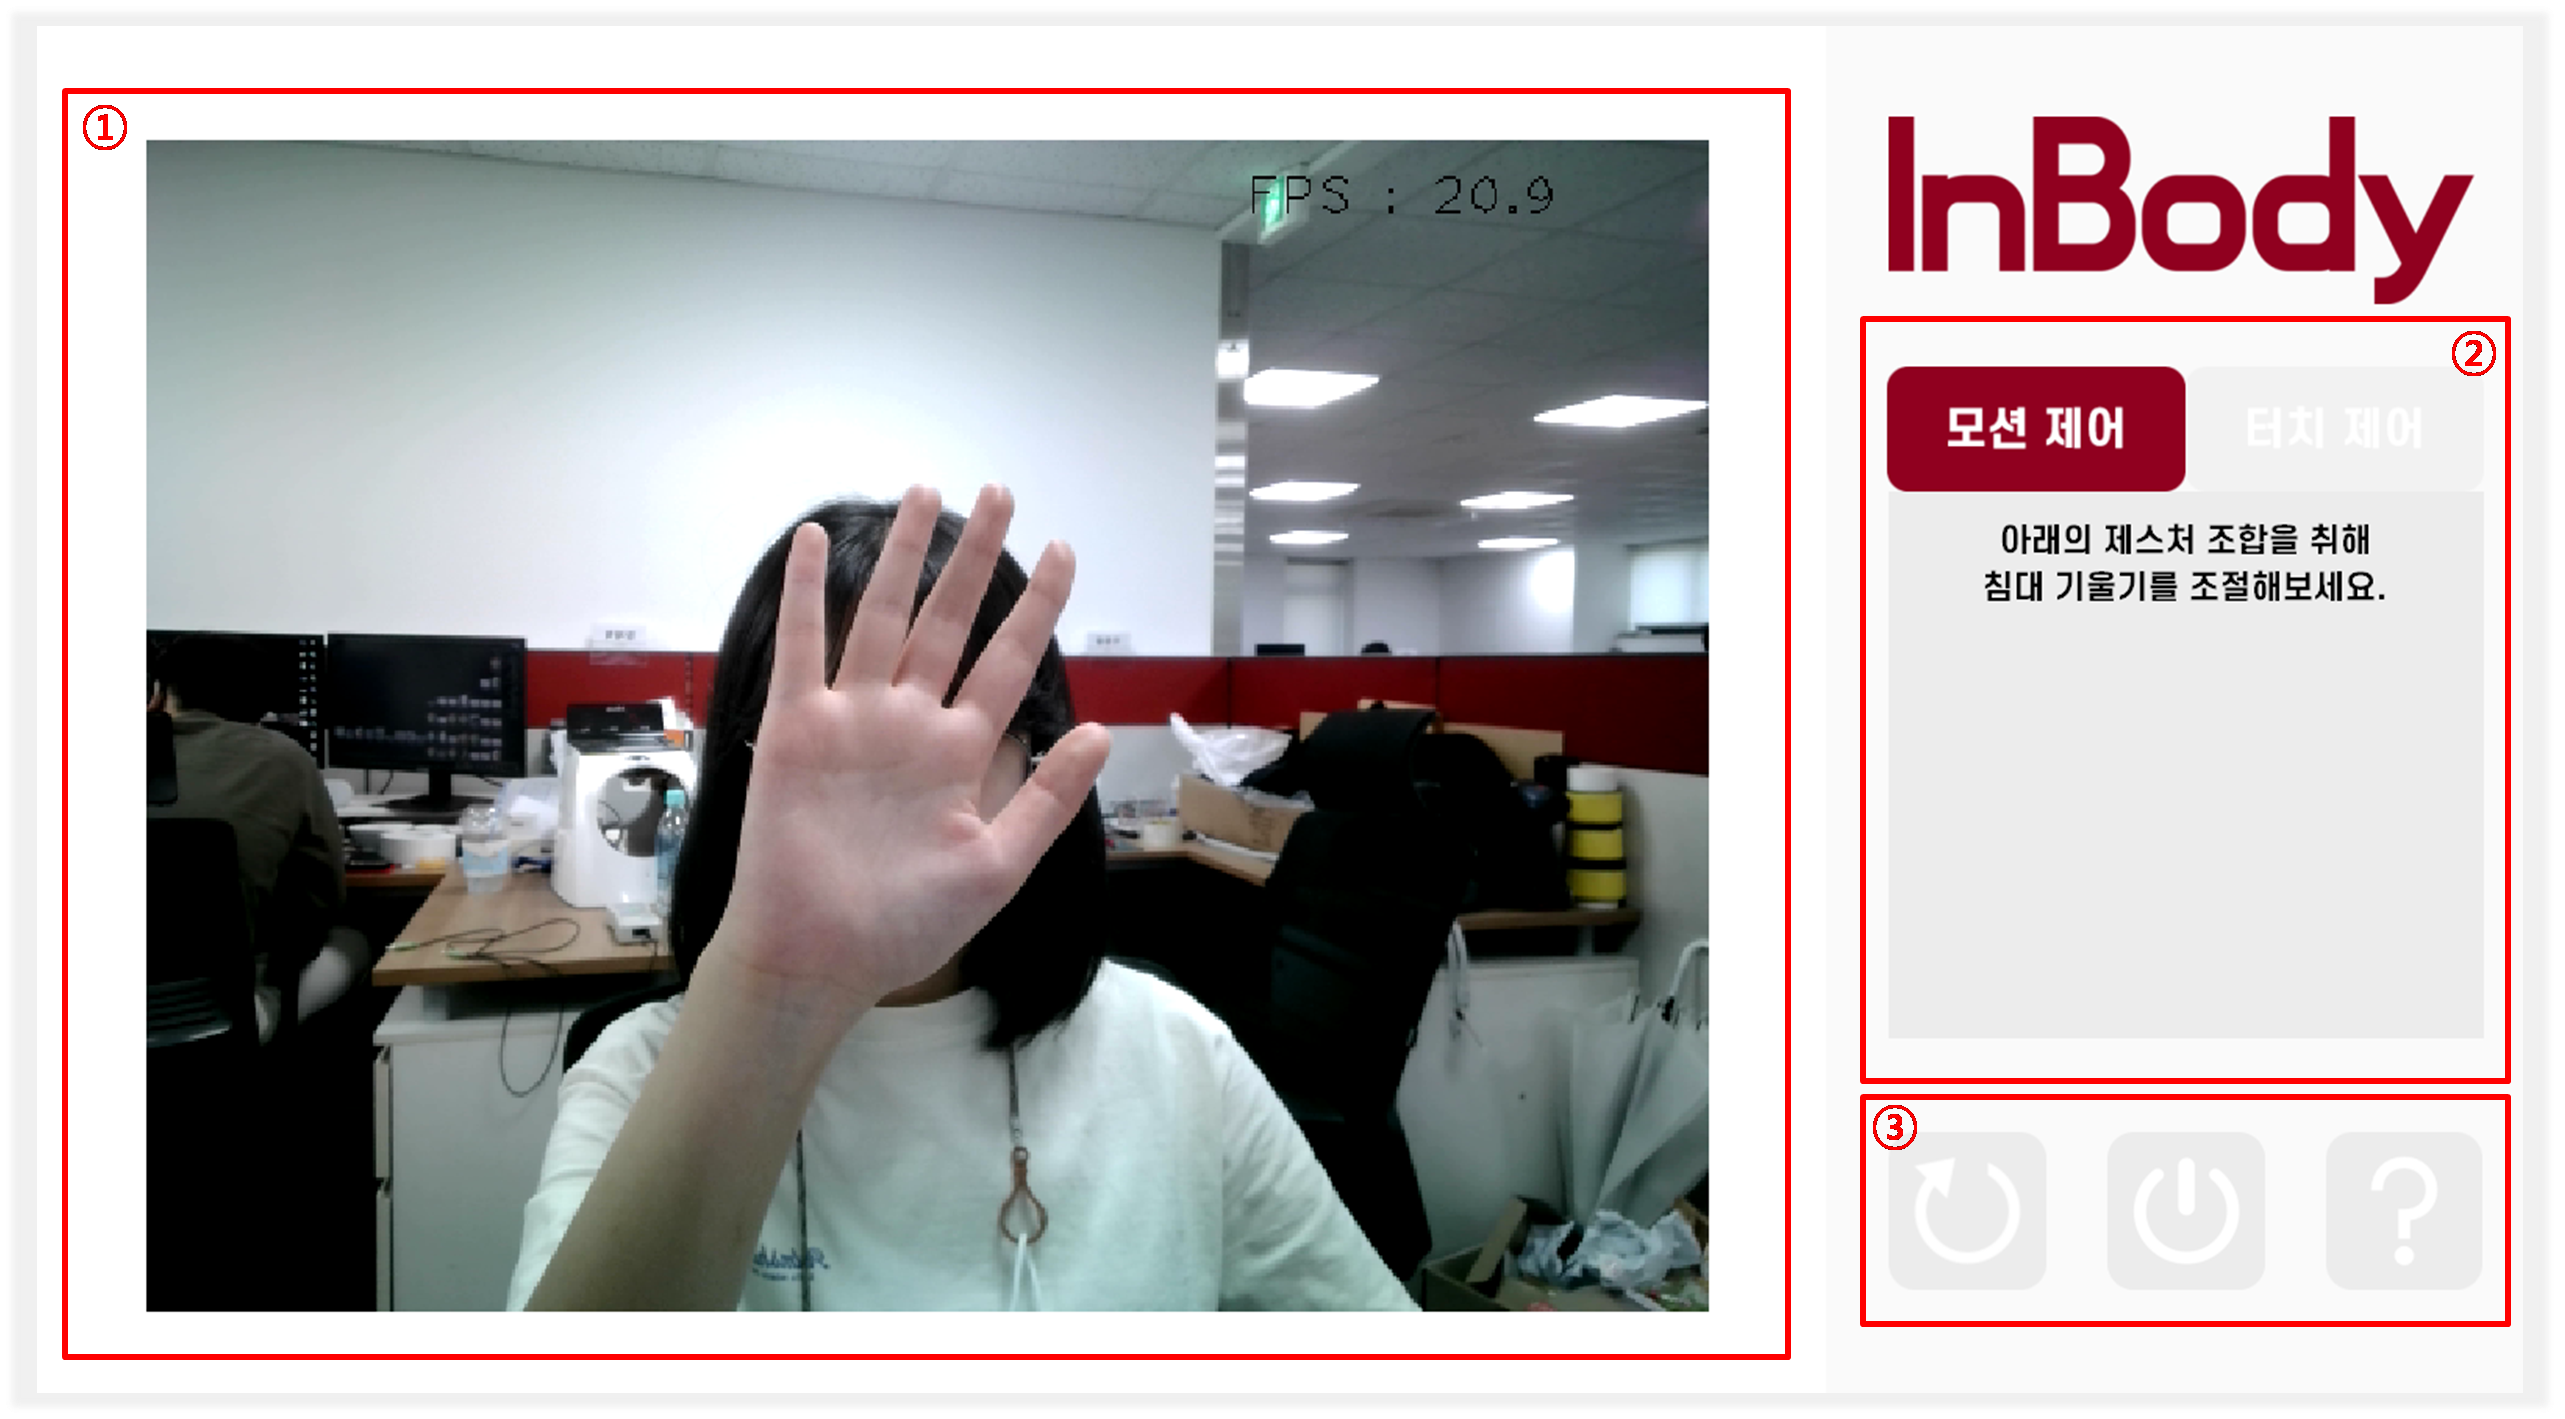 ①
FPS : 20.9
InBody
②
모션 제어
터치 제어
아래의 제스처 조합을 취해
침대 기울기를 조절해보세요.
③
?